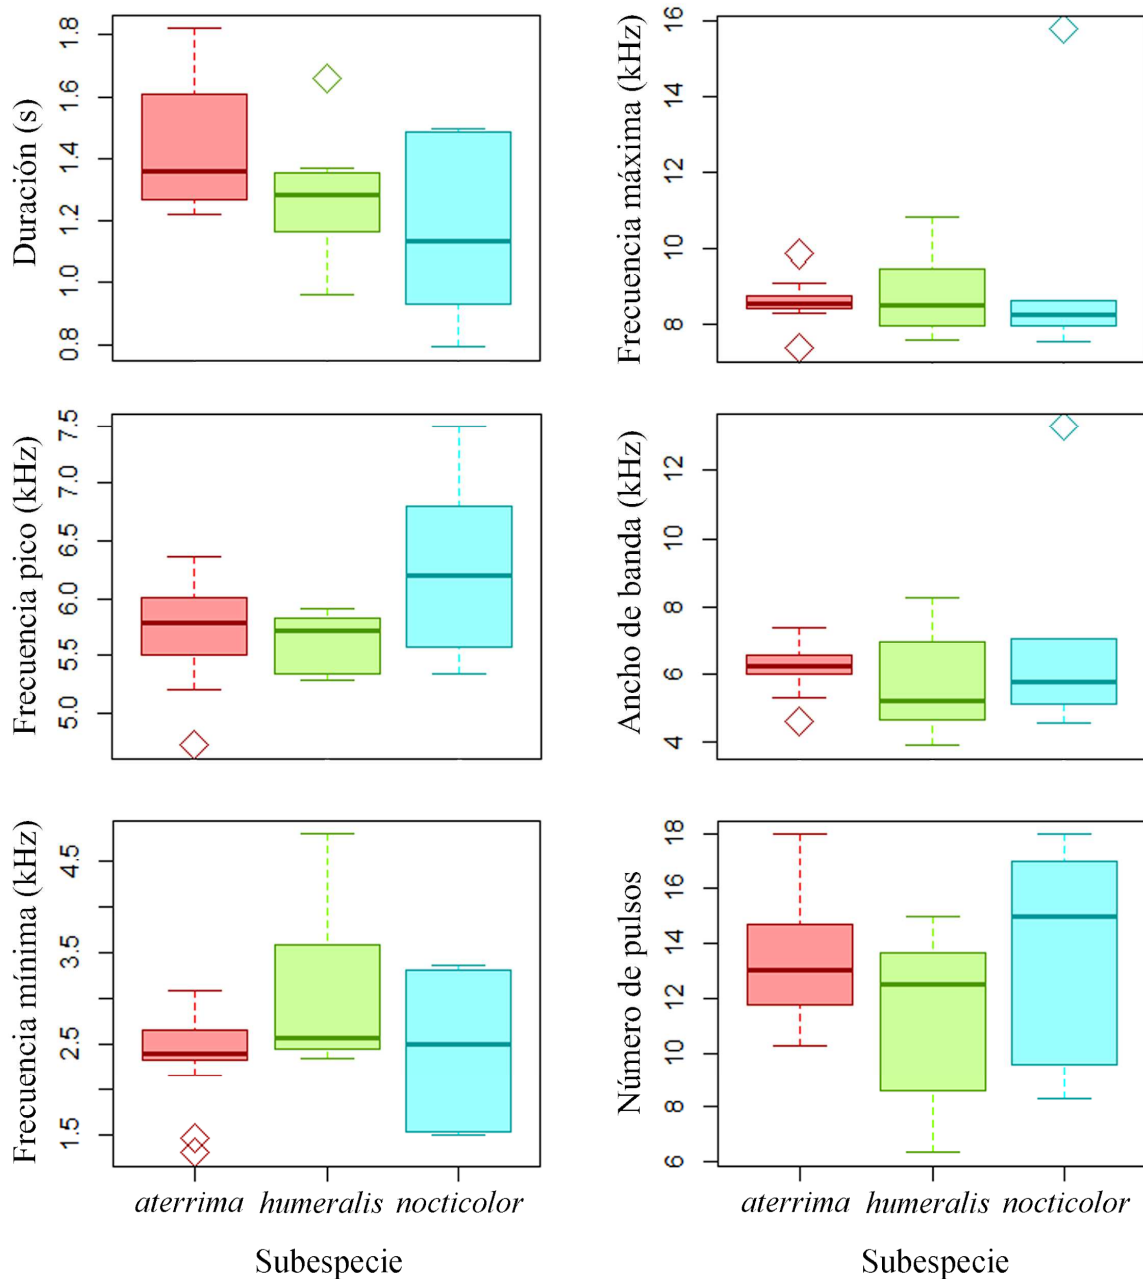 Duración (s)
0.8 1.0 1.2 1.4 1.6 1.8
Frecuencia máxima (kHz)
8 10 12 14 16
Frecuencia pico (kHz)
5.0 5.5 6.0 6.5 7.0 7.5
Ancho de banda (kHz)
4 6 8 10 12
Frecuencia mínima (kHz)
1.5 2.5 3.5 4.5
Número de pulsos
6 8 10 12 14 16 18
aterrima humeralis nocticolor
Subespecie
aterrima humeralis nocticolor
Subespecie